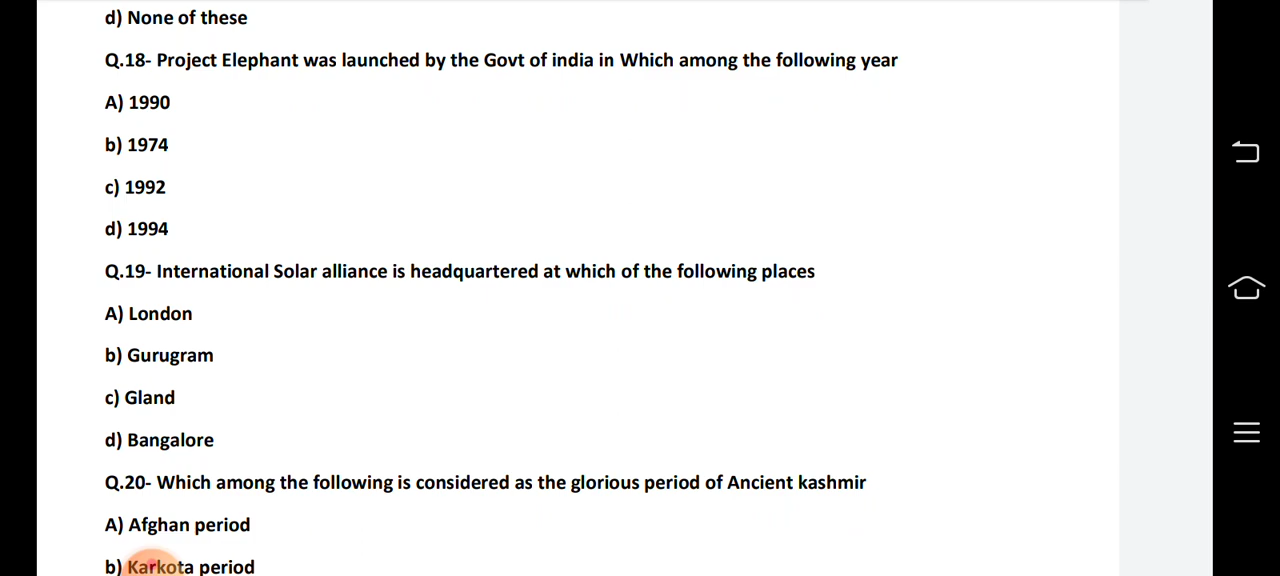 d) None of these
Q.18- Project Elephant was launched by the Govt of india in Which among the following year
A) 1990
b) 1974
c) 1992
d) 1994
Q.19- International Solar alliance is headquartered at which of the following places
A) London
b) Gurugram
c) Gland
d) Bangalore
Q.20- Which among the following is considered as the glorious period of Ancient kashmir
A) Afghan period
b) Karkota period